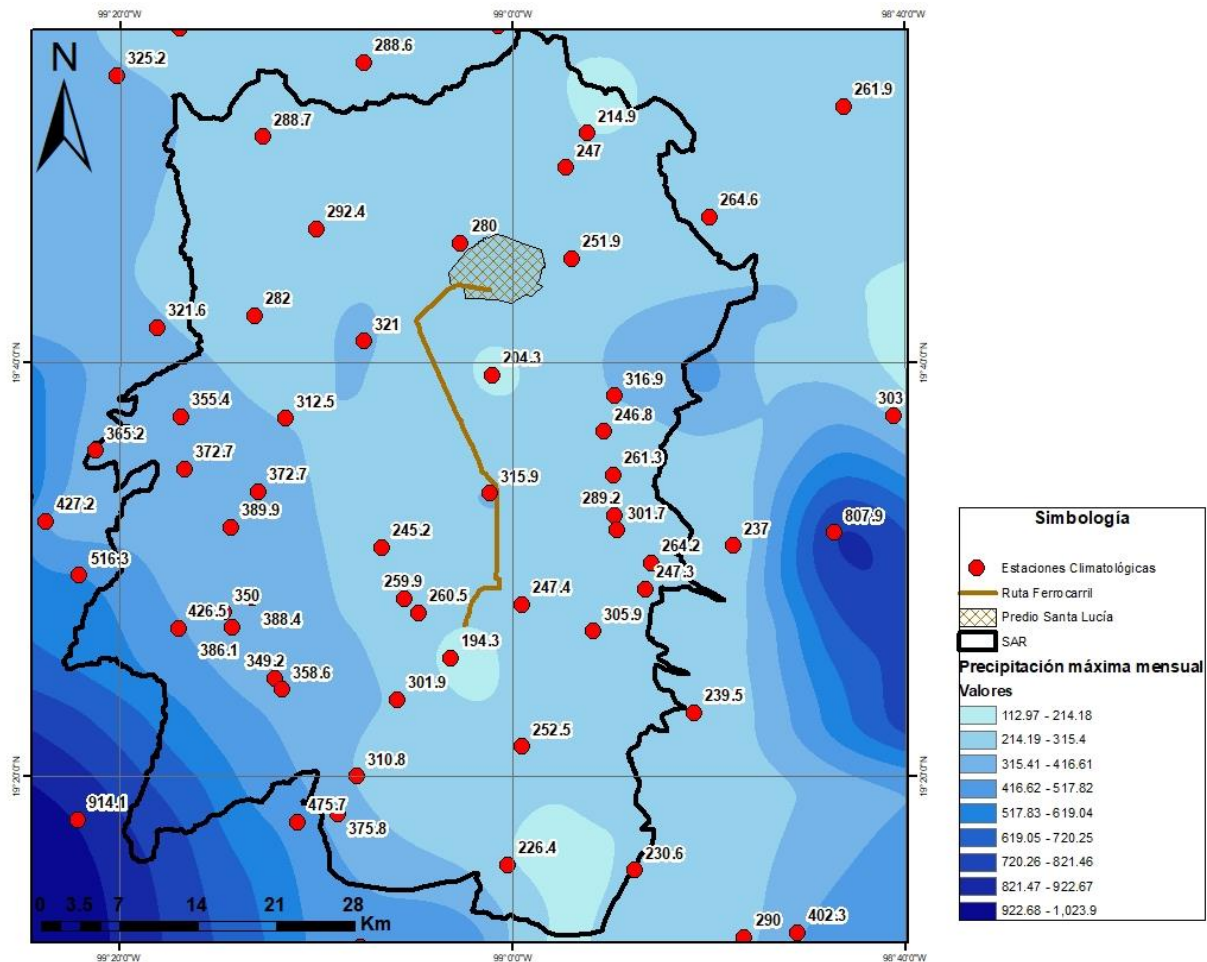 99°20'0"W 99°0'0"W 98°40'0"W
N
288.6
325.2
261.9
214.9
288.7
247
264.6
292.4
280
251.9
282
321.6
321
19°40'0"N 19°40'0"N
204.3
316.9
303
355.4
312.5
246.8
365.2
261.3
372.7
372.7
315.9
289.2
427.2
389.9
301.7
807.9
245.2
237
516.3
264.2
259.9
247.3
350
260.5
247.4
426.5
388.4
305.9
386.1
194.3
349.2
358.6
301.9
239.5
252.5
310.8
19°20'0"N 19°20'0"N
914.1
475.7
375.8
226.4
230.6
0 3.5 7 14 21 28
Km
290
402.3
99°20'0"W 99°0'0"W 98°40'0"W
Simbología
Estaciones Climatológicas
Ruta Ferrocarril
Predio Santa Lucía
SAR
Precipitación máxima mensual
Valores
112.97 - 214.18
214.19 - 315.4
315.41 - 416.61
416.62 - 517.82
517.83 - 619.04
619.05 - 720.25
720.26 - 821.46
821.47 - 922.67
922.68 - 1,023.9